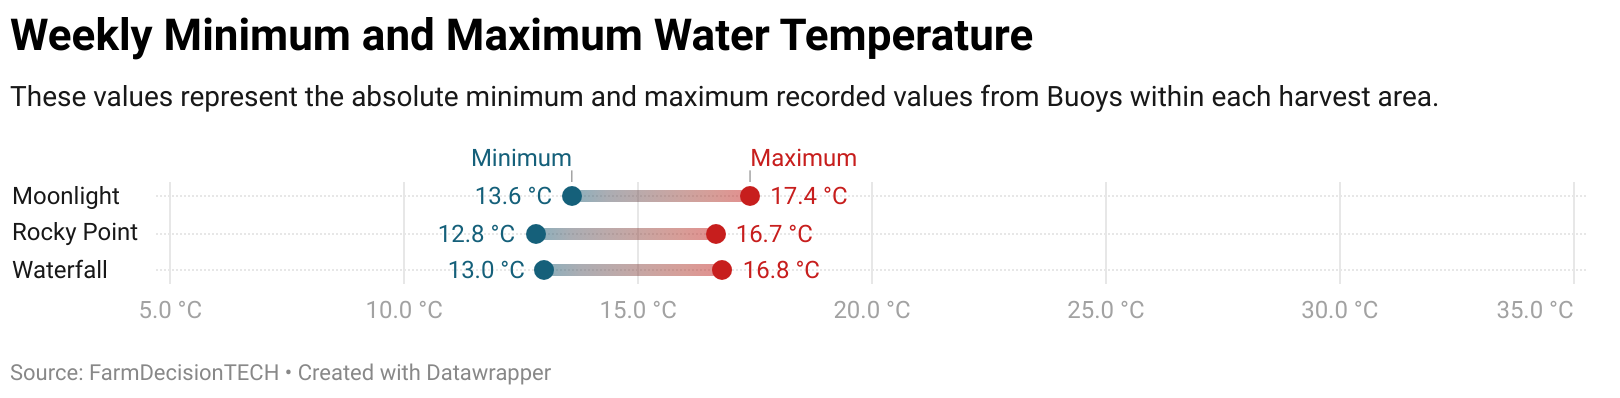 Weekly Minimum and Maximum Water Temperature
These values represent the absolute minimum and maximum recorded values from Buoys within each harvest area.
Minimum Maximum
Moonlight 13.6 °C 17.4 °C
Rocky Point 12.8 °C 16.7 °C
Waterfall 13.0 °C 16.8 °C
5.0 °C 10.0 °C 15.0 °C 20.0 °C 25.0 °C 30.0 °C 35.0 °C
Source: FarmDecisionTECH • Created with Datawrapper